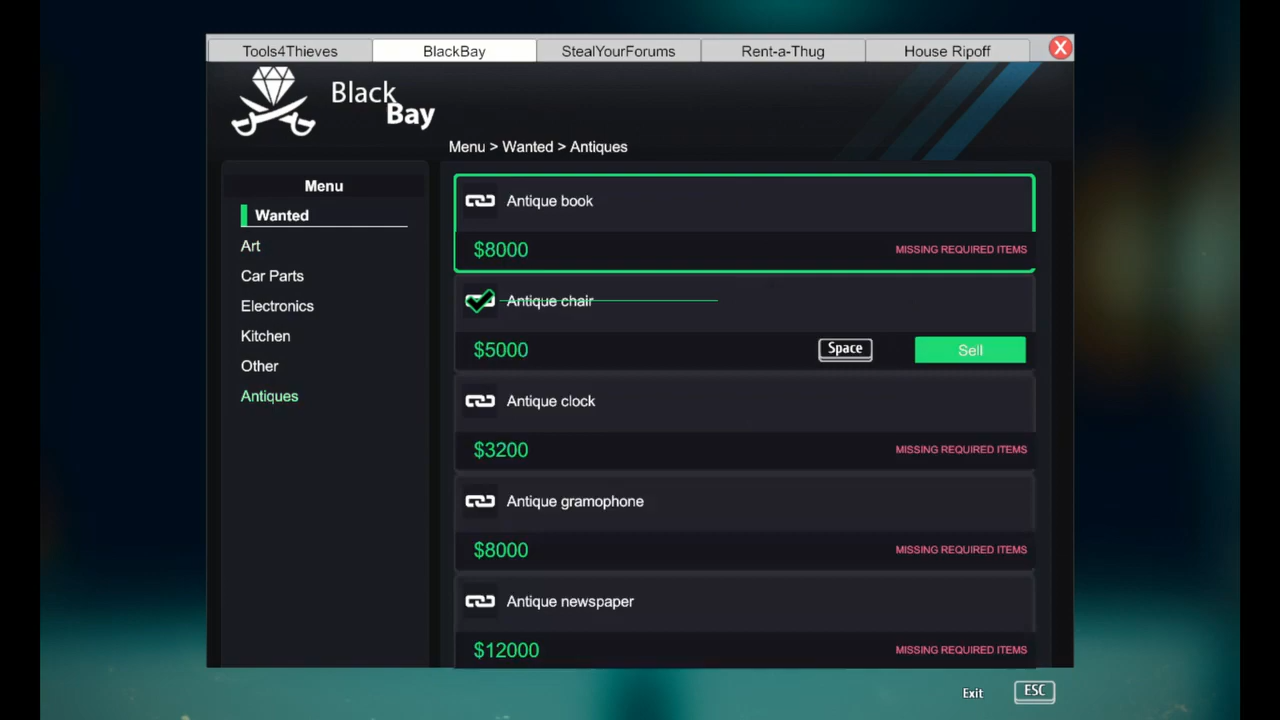 Tools4Thieves
BlackBay
StealYourForums
Rent-a-Thug
House Ripoff
X
Black
Bay
Menu > Wanted > Antiques
Menu
Wanted
Art
Car Parts
Electronics
Kitchen
Other
Antiques
Antique book
$8000 MISSING REQUIRED ITEMS
Antique chair
$5000 Space Sell
Antique clock
$3200 MISSING REQUIRED ITEMS
Antique gramophone
$8000 MISSING REQUIRED ITEMS
Antique newspaper
$12000 MISSING REQUIRED ITEMS
Exit ESC